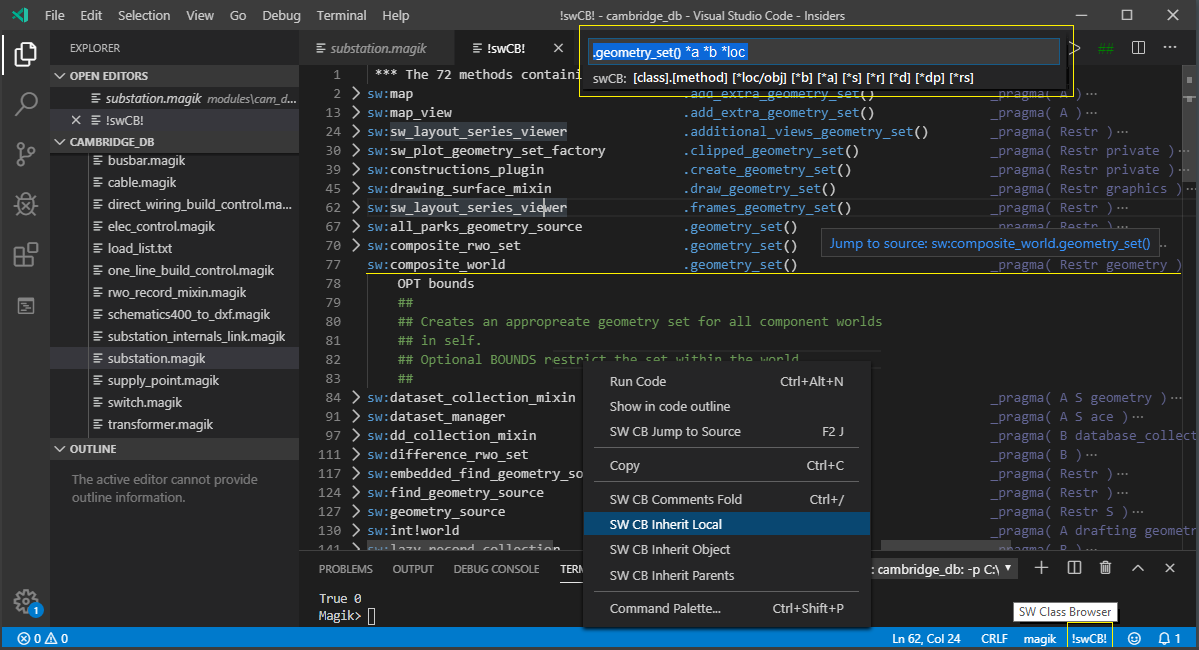 File Edit Selection View Go Debug Terminal Help !swCB! - cambridge_db - Visual Studio Code - Insiders
EXPLORER
OPEN EDITORS
substation.magik modules\cam_d...
!swCB!
CAMBRIDGE_DB
busbar.magik
cable.magik
direct_wiring_build_control.ma...
elec_control.magik
load_list.txt
one_line_build_control.magik
rwo_record_mixin.magik
schematics400_to_dxf.magik
substation_internals_link.magik
substation.magik
supply_point.magik
switch.magik
transformer.magik
OUTLINE
The active editor cannot provide
outline information.
1
substation.magik !swCB!
.geometry_set() *a *b *loc
swCB: [class].[method] [*loc/obj] [*b] [*a] [*s] [*r] [*d] [*dp] [*rs]
##
1 *** The 72 methods containi
2 sw:map .add_extra_geometry_set() _pragma( A )
13 sw:map_view .add_extra_geometry_set() _pragma( A )
24 sw:sw_layout_series_viewer .additional_views_geometry_set() _pragma( Restr )
30 sw:sw_plot_geometry_set_factory .clipped_geometry_set() _pragma( Restr private )
39 sw:constructions_plugin .create_geometry_set() _pragma( Restr private )
45 sw:drawing_surface_mixin .draw_geometry_set() _pragma( Restr graphics )
62 sw:sw_layout_series_viewer .frames_geometry_set() _pragma( Restr )
67 sw:all_parks_geometry_source .geometry_set()
70 sw:composite_rwo_set .geometry_set()
Jump to source: sw:composite_world.geometry_set()
77 sw:composite_world .geometry_set() _pragma( Restr geometry )
78 OPT bounds
79 ##
80 ## Creates an appropreate geometry set for all component worlds
81 ## in self.
82 ## Optional BOUNDS restrict the set within the world
83 ##
84 sw:dataset_collection_mixin _pragma( A S geometry )
91 sw:dataset_manager _pragma( A S ace )
97 sw:dd_collection_mixin _pragma( B database_collect
111 sw:difference_rwo_set _pragma( B )
117 sw:embedded_find_geometry_so _pragma( Restr )
124 sw:find_geometry_source _pragma( Restr )
127 sw:geometry_source _pragma( Restr S )
130 sw:int!world _pragma( A drafting geometr
141 sw:lazy_record_collection _pragma( B )
Run Code Ctrl+Alt+N
Show in code outline
SW CB Jump to Source F2 J
Copy Ctrl+C
SW CB Comments Fold Ctrl+/
SW CB Inherit Local
SW CB Inherit Object
SW CB Inherit Parents
Command Palette... Ctrl+Shift+P
PROBLEMS OUTPUT DEBUG CONSOLE TERM
: cambridge_db: -p C:\
True 0
Magik>
SW Class Browser
0 0 Ln 62, Col 24 CRLF magik !swCB! 1